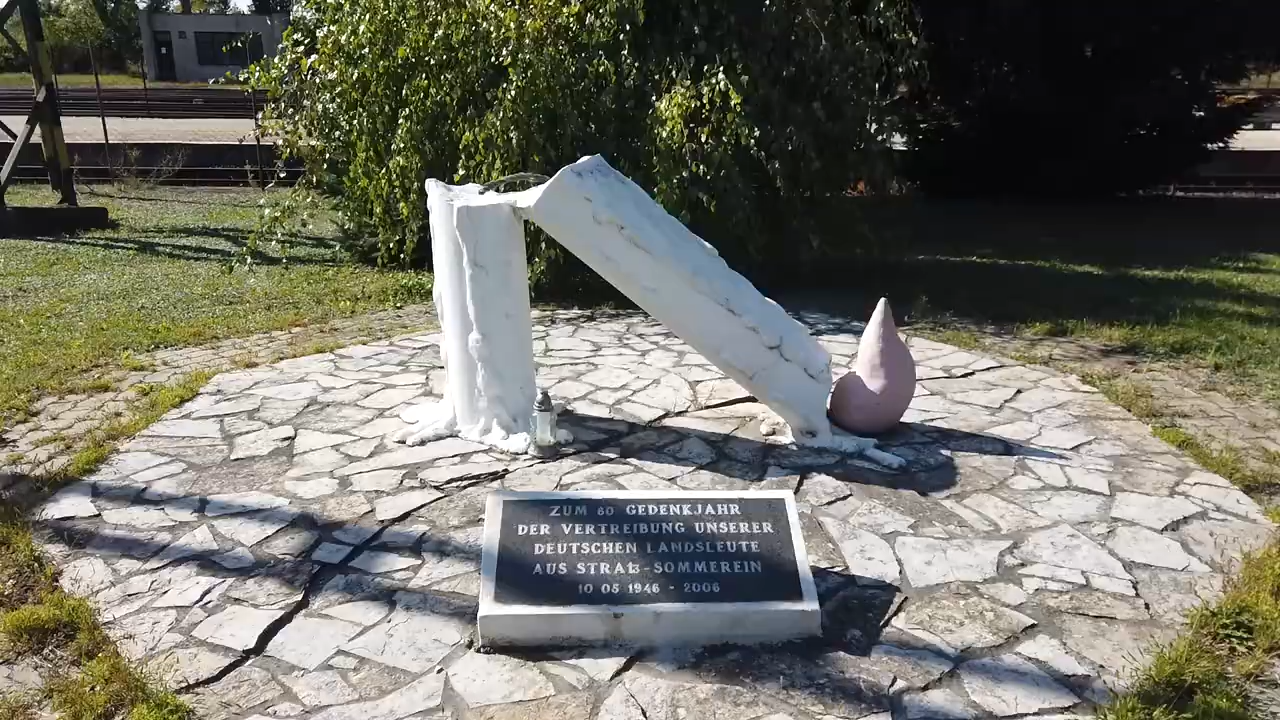 ZUM 60 GEDENKJAHR
DER VERTREIBUNG UNSERER
DEUTSCHEN LANDSLEUTE
AUS STRAß-SOMMEREIN
10 05 1946 - 2006